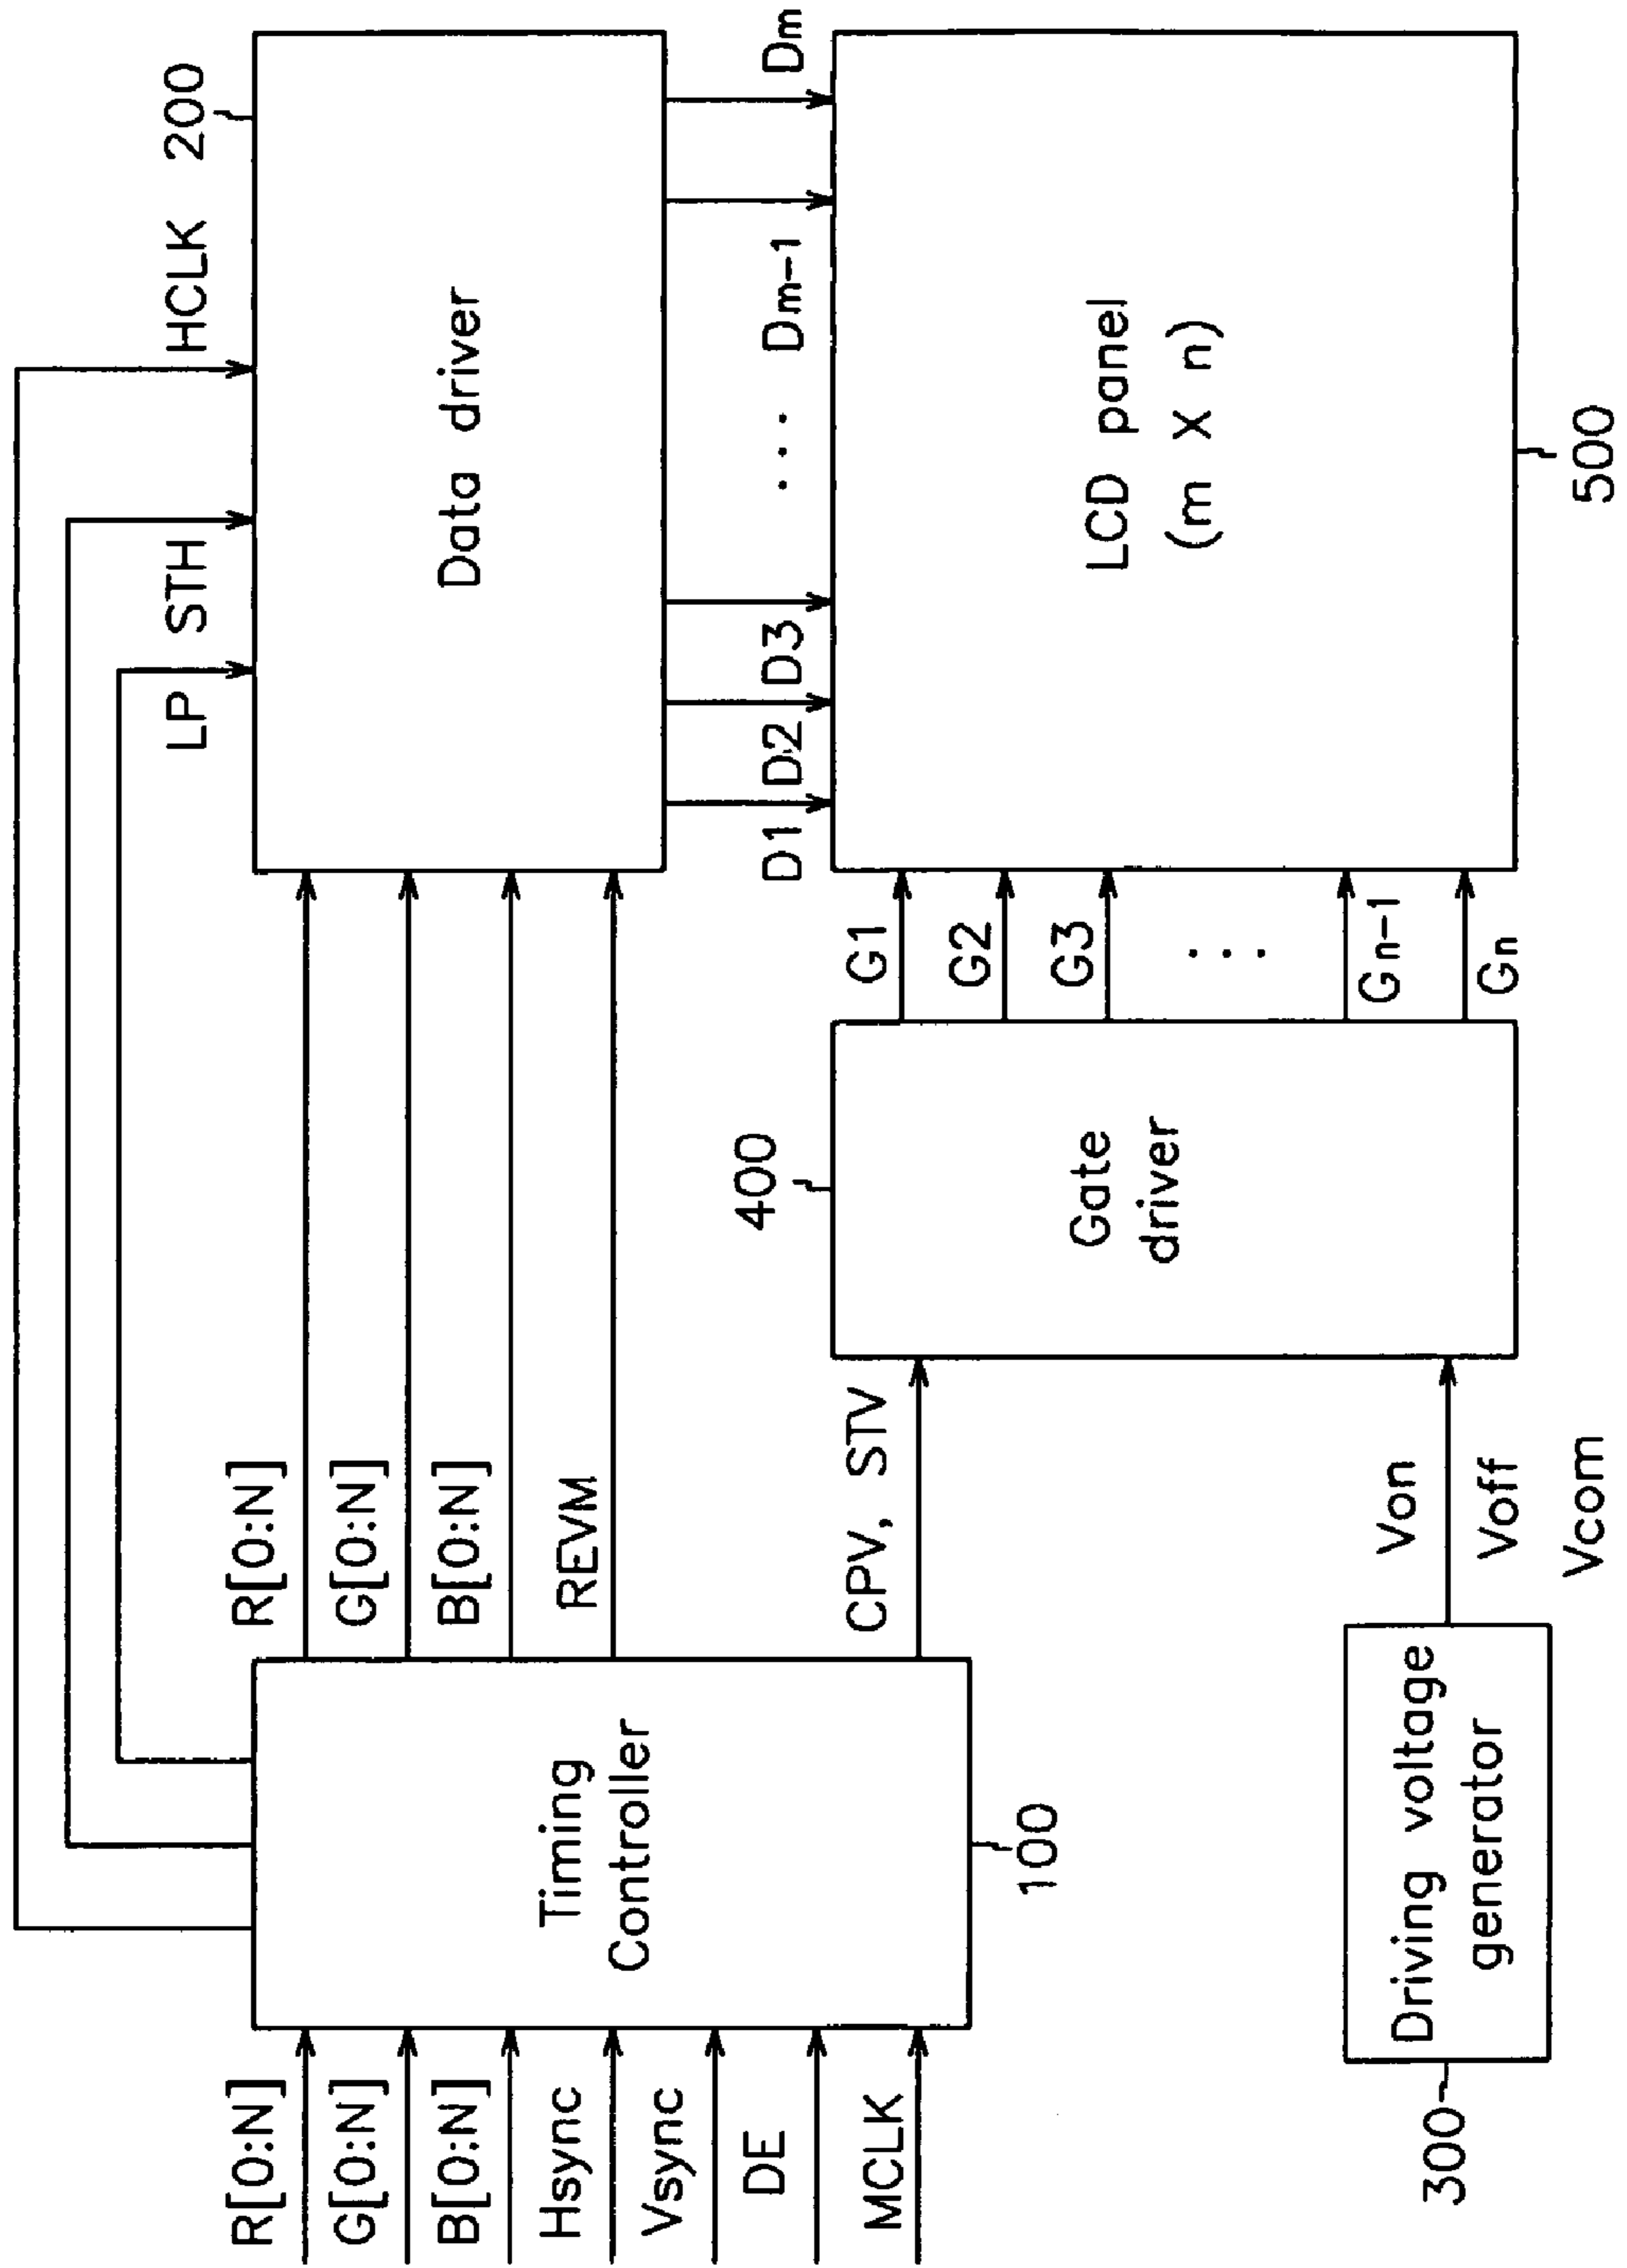 LP STH HCLK 200
R[0:N]
G[0:N]
B[0:N]
Hsync
Vsync
DE
MCLK
Timing
Controller
100
R[0:N]
G[0:N]
B[0:N]
REVM
CPV, STV
Data driver
D1 D2 D3 ... Dm-1 Dm
400
Gate
driver
G1
G2
G3
...
Gn-1
Gn
LCD panel
(m X n)
500
300
Driving voltage
generator
Von
Voff
Vcom